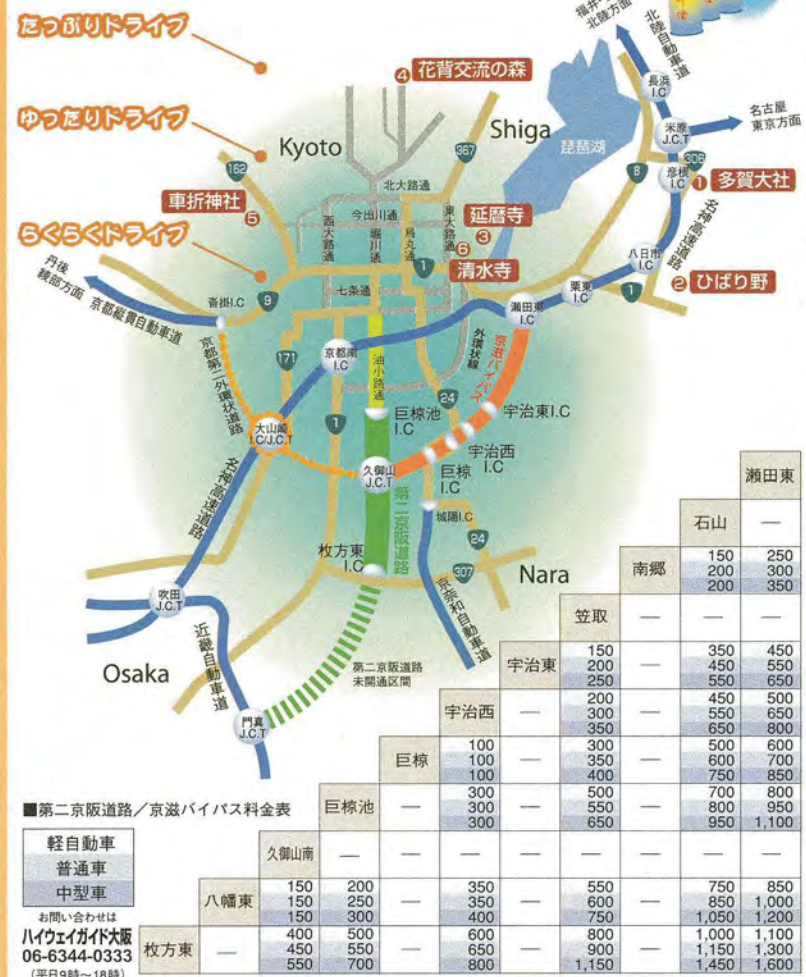 たっぷりドライブ
ゆったりドライブ
らくらくドライブ
北陸方面
北陸自動車道
長浜
I.C
米原
J.C.T
名古屋
東京方面
306
彦根
I.C
❶ 多賀大社
8
名神高速道路
八日市
I.C
❷ ひばり野
1
栗東
I.C
瀬田東
I.C
琵琶湖
Shiga
Kyoto
❹ 花背交流の森
367
162
車折神社
❺
北大路通
今出川通
西大路通
堀川通
烏丸通
東大路通
延暦寺
❸
❻
清水寺
1
七条通
丹後
綾部方面
京都縦貫自動車道
沓掛I.C
9
京都第二外環状道路
171
京都南
I.C
油小路通
外環状線
京滋バイパス
24
1
巨椋池
I.C
宇治東I.C
宇治西
I.C
巨椋
I.C
大山崎
I.C/J.C.T
久御山
J.C.T
名神高速道路
第二京阪道路
城陽I.C
24
枚方東
I.C
307
Nara
京奈和自動車道
吹田
J.C.T
近畿自動車道
Osaka
第二京阪道路
未開通区間
門真
J.C.T
瀬田東
石山 —
南郷 150 250
200 300
200 350
笠取 — — —
宇治東 150 — 350 450
200 450 550
250 550 650
宇治西 — 200 — 450 500
300 550 650
350 650 800
巨椋 100 — 300 — 500 600
100 350 600 700
100 400 750 850
巨椋池 — 300 — 500 — 700 800
300 550 800 950
300 650 950 1,100
久御山南 — — — — — — — —
八幡東 150 200 — 350 — 550 — 750 850
150 250 350 600 850 1,000
150 300 400 750 1,050 1,200
枚方東 — 400 500 — 600 — 800 — 1,000 1,100
450 550 650 900 1,150 1,300
550 700 800 1,150 1,450 1,600
■第二京阪道路/京滋バイパス料金表
軽自動車
普通車
中型車
お問い合わせは
ハイウェイガイド大阪
06-6344-0333
(平日9時〜18時)